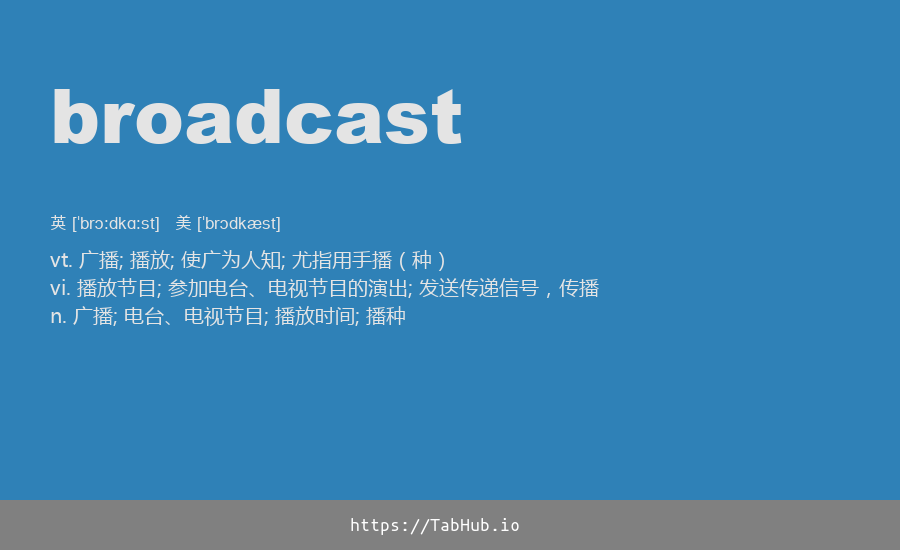 broadcast
英 [ˈbrɔːdkɑːst] 美 [ˈbrɔdkæst]
vt. 广播; 播放; 使广为人知; 尤指用手播（种）
vi. 播放节目; 参加电台、电视节目的演出; 发送传递信号，传播
n. 广播; 电台、电视节目; 播放时间; 播种
https://TabHub.io